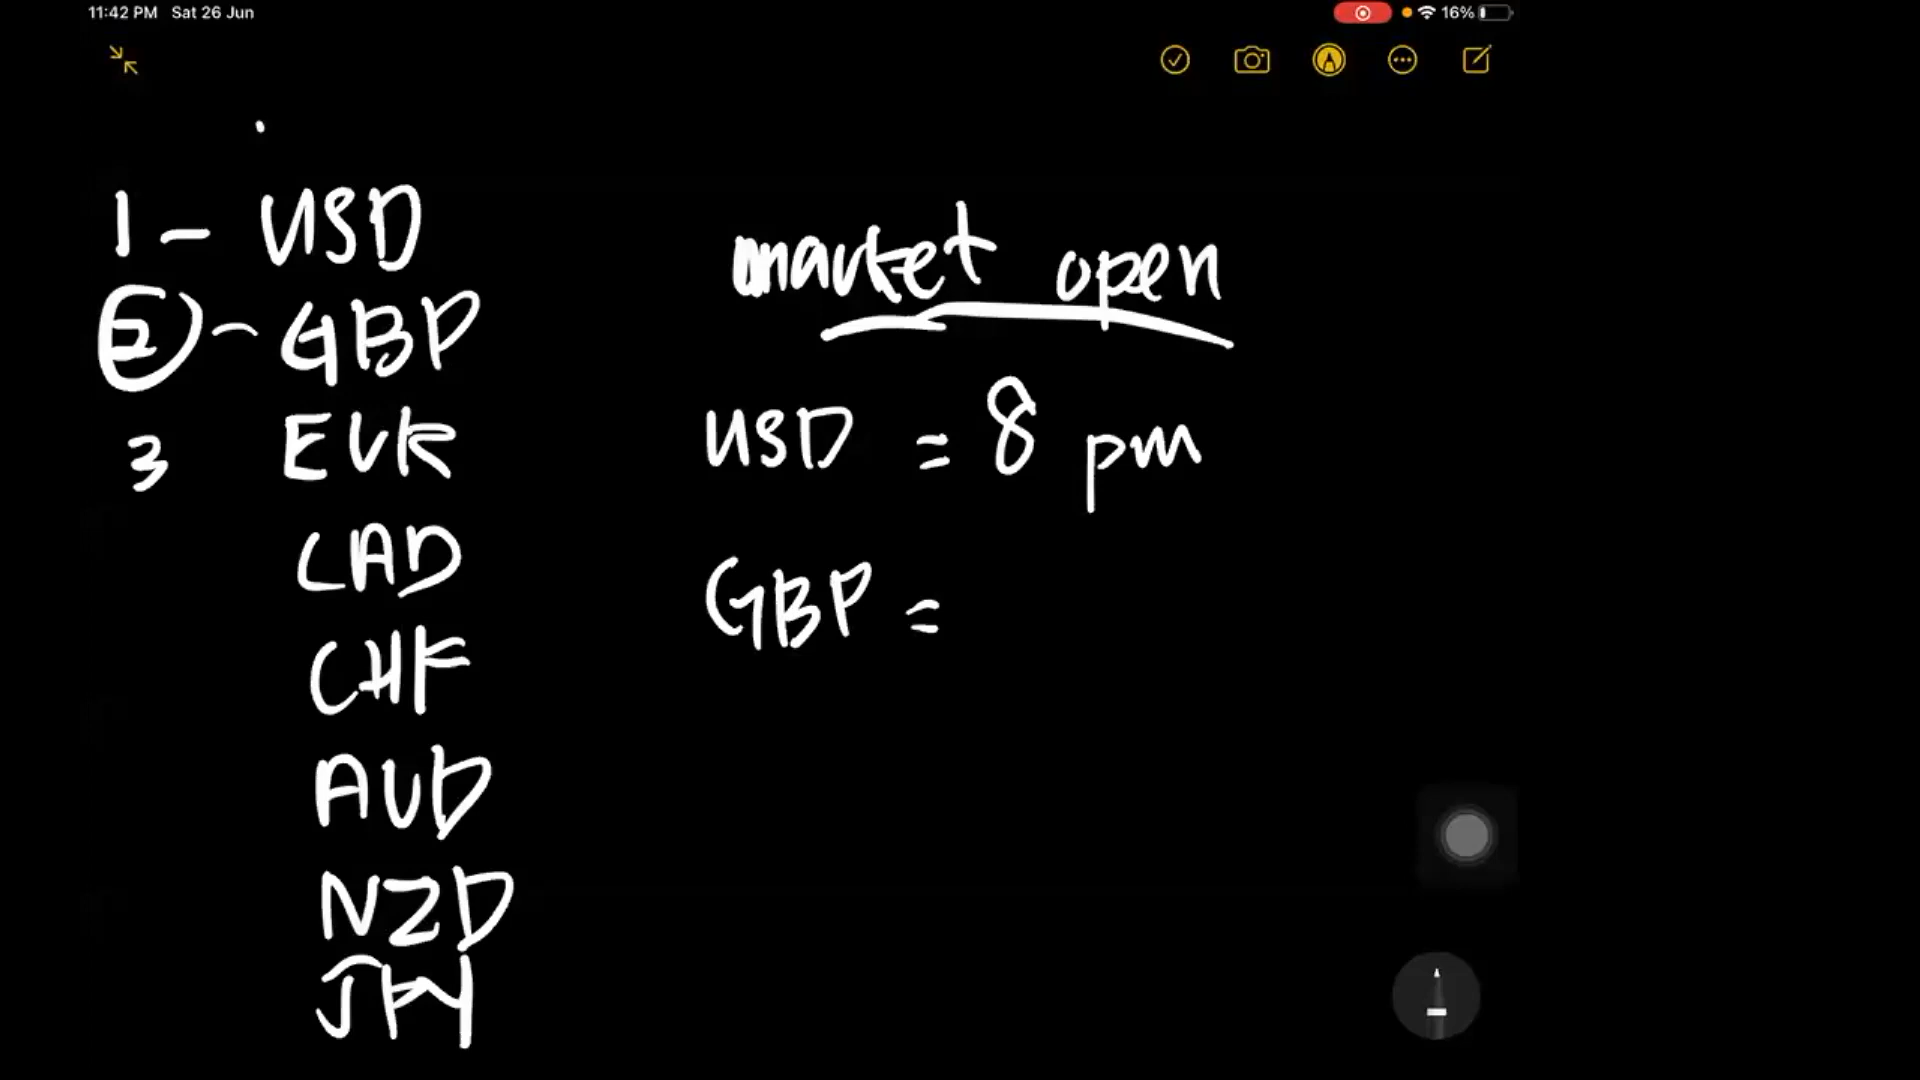 11:42 PM Sat 26 Jun 16%
1 - USD
2 - GBP
3 EUR
CAD
CHF
AUD
NZD
JPY
market open
USD = 8 pm
GBP =